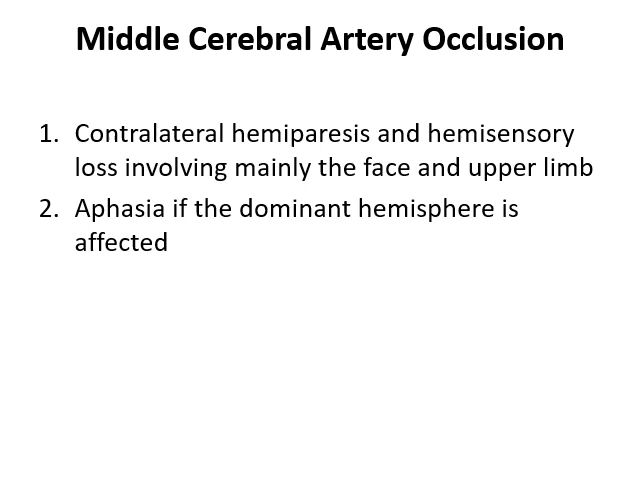 Middle Cerebral Artery Occlusion
1. Contralateral hemiparesis and hemisensory
loss involving mainly the face and upper limb
2. Aphasia if the dominant hemisphere is
affected